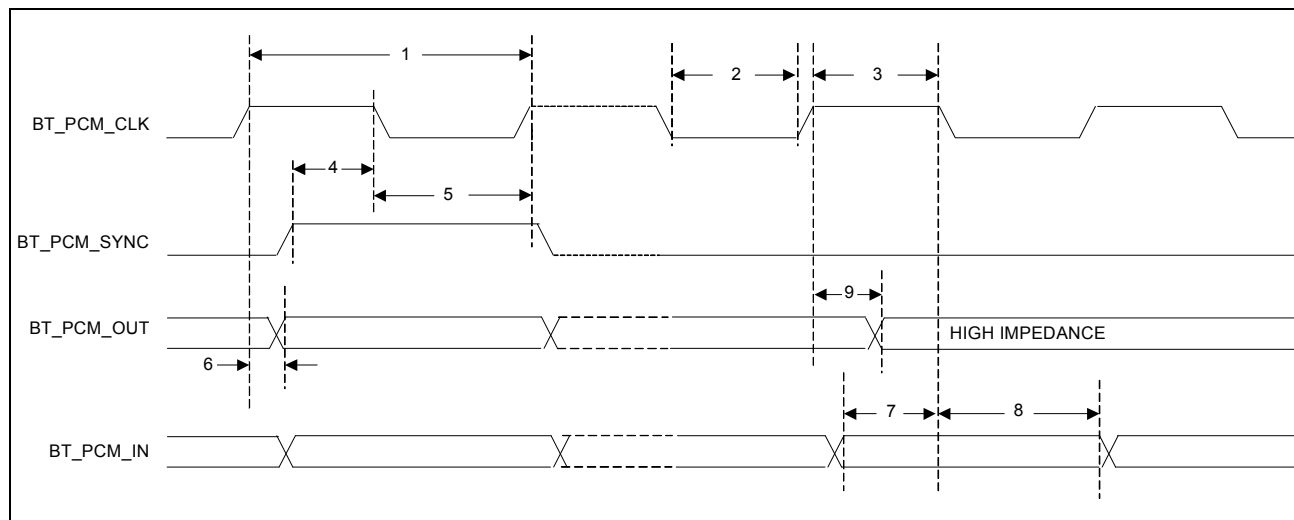 1
2
3
BT_PCM_CLK
4
5
BT_PCM_SYNC
9
BT_PCM_OUT
HIGH IMPEDANCE
6
7
8
BT_PCM_IN